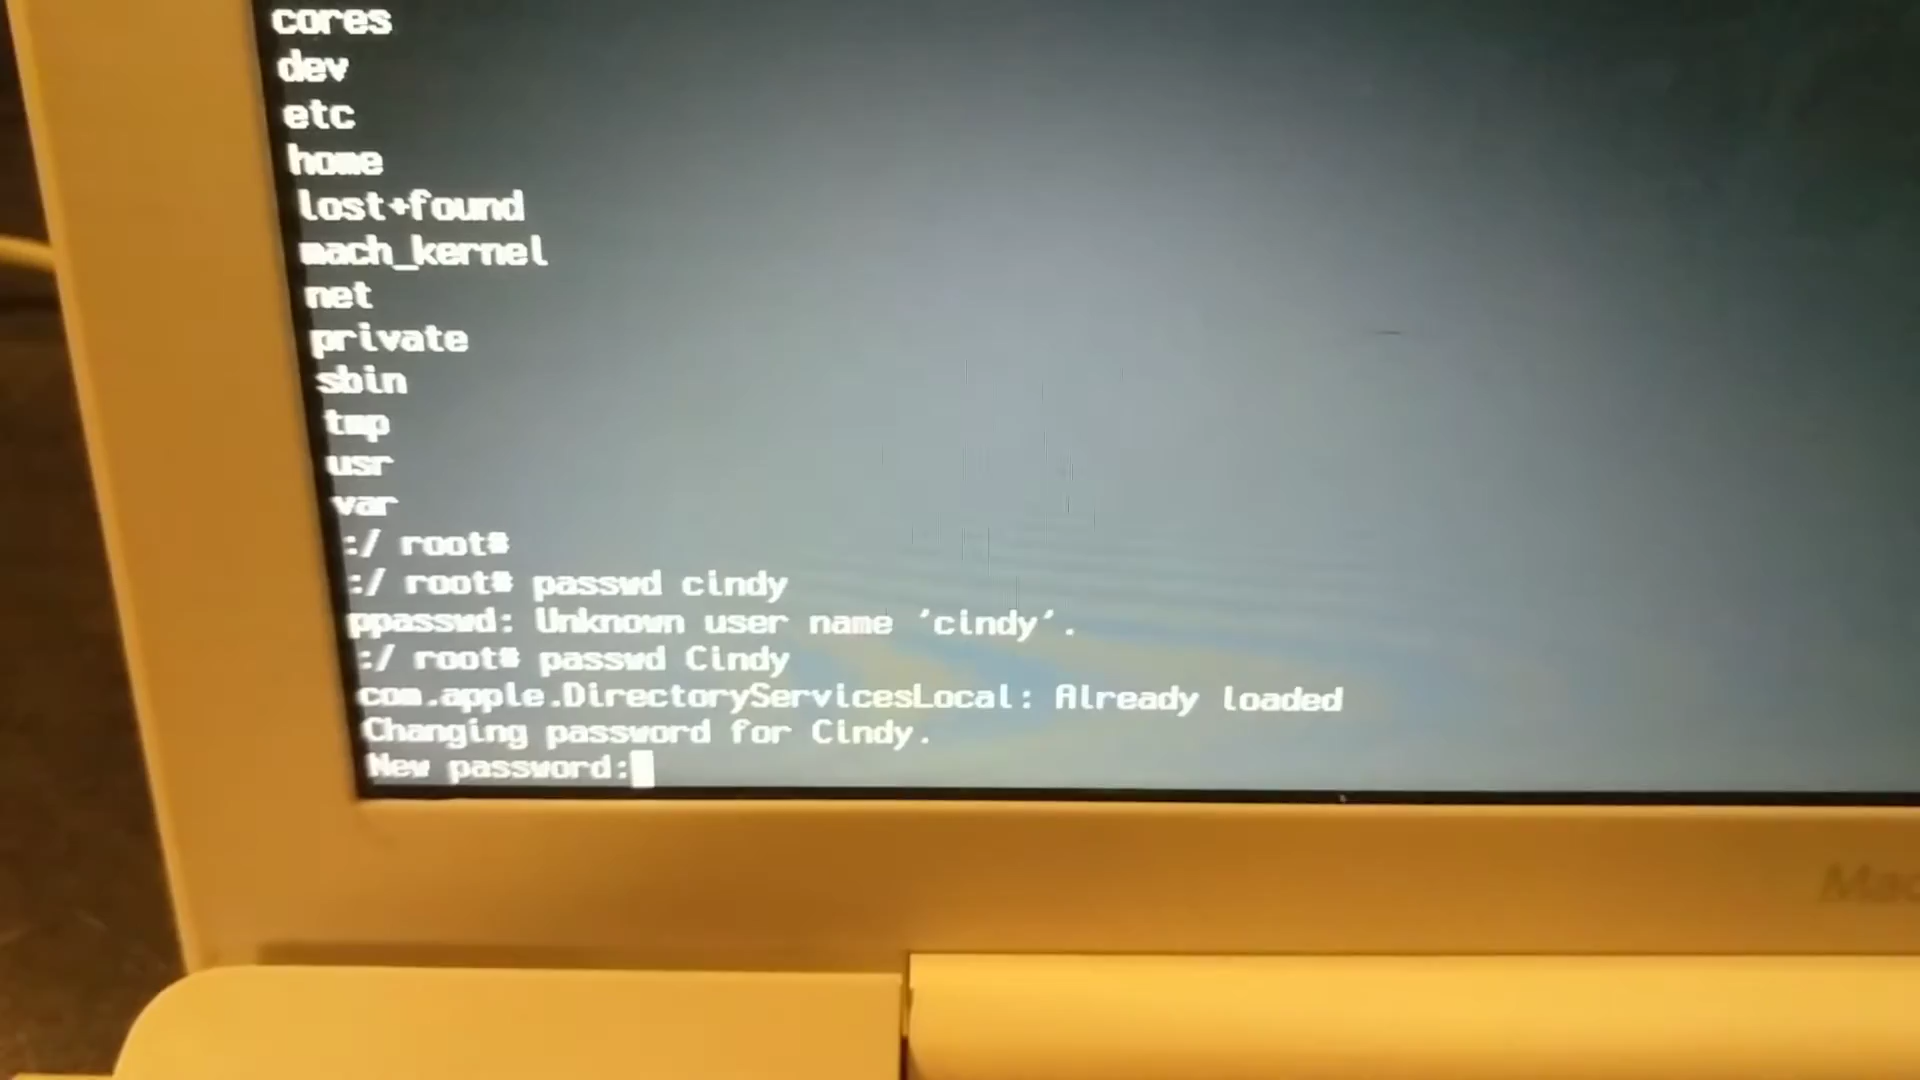 cores
dev
etc
home
lost+found
mach_kernel
net
private
sbin
tmp
usr
var
:/ root#
:/ root# passwd cindy
ppasswd: Unknown user name 'cindy'.
:/ root# passwd Cindy
com.apple.DirectoryServicesLocal: Already loaded
Changing password for Cindy.
New password:
Mac